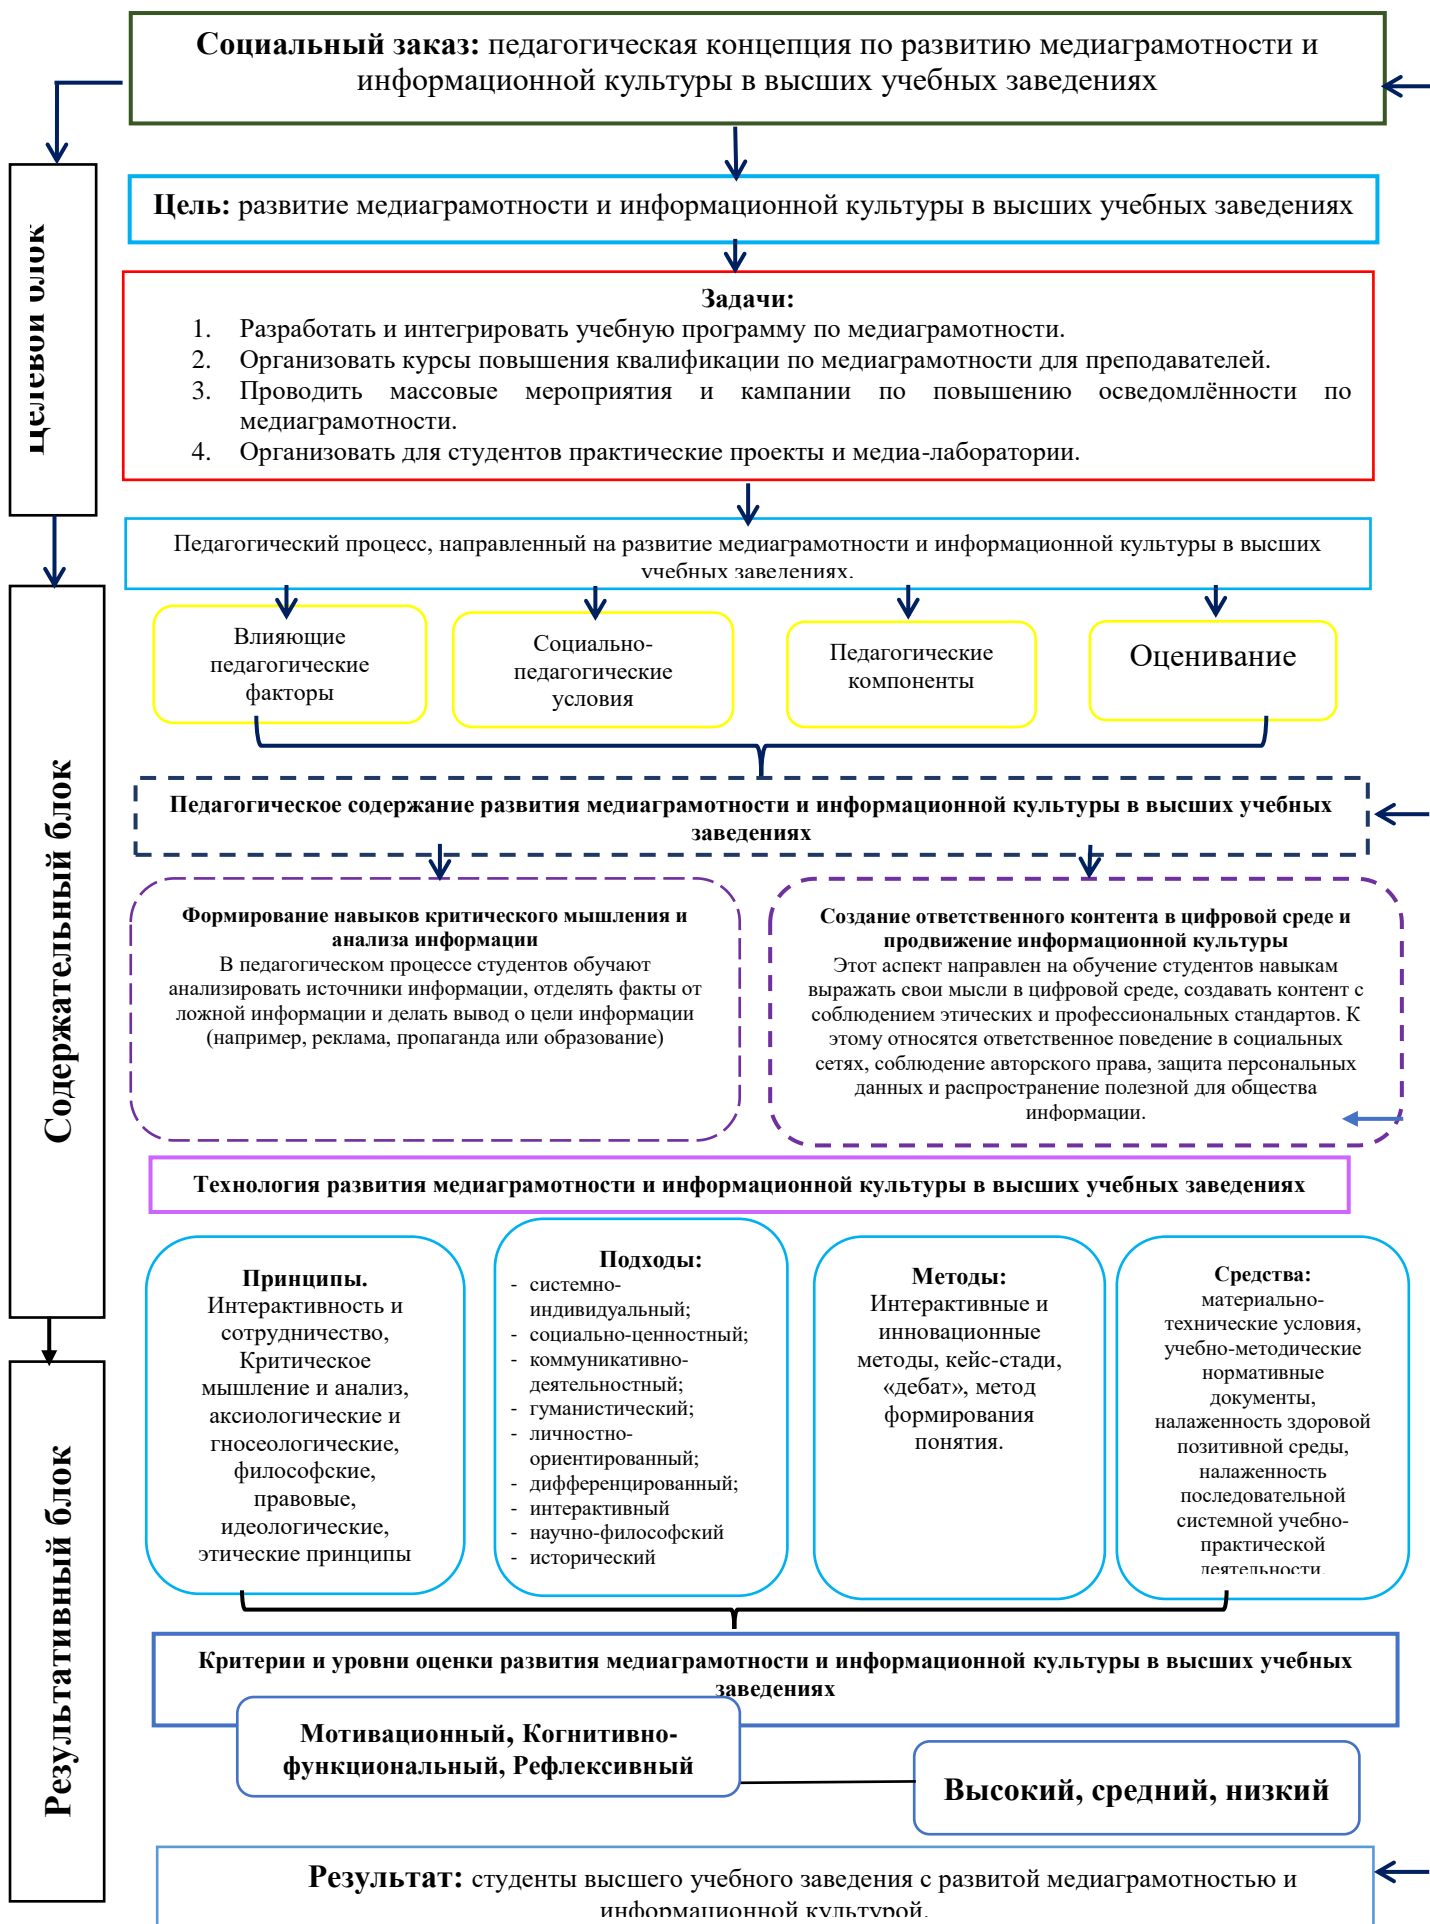 Социальный заказ: педагогическая концепция по развитию медиаграмотности и
информационной культуры в высших учебных заведениях
Целевой блок
Цель: развитие медиаграмотности и информационной культуры в высших учебных заведениях
Задачи:
1. Разработать и интегрировать учебную программу по медиаграмотности.
2. Организовать курсы повышения квалификации по медиаграмотности для преподавателей.
3. Проводить массовые мероприятия и кампании по повышению осведомлённости по
медиаграмотности.
4. Организовать для студентов практические проекты и медиа-лаборатории.
Педагогический процесс, направленный на развитие медиаграмотности и информационной культуры в высших
учебных заведениях.
Содержательный блок
Влияющие
педагогические
факторы
Социально-
педагогические
условия
Педагогические
компоненты
Оценивание
Педагогическое содержание развития медиаграмотности и информационной культуры в высших учебных
заведениях
Формирование навыков критического мышления и
анализа информации
В педагогическом процессе студентов обучают
анализировать источники информации, отделять факты от
ложной информации и делать вывод о цели информации
(например, реклама, пропаганда или образование)
Создание ответственного контента в цифровой среде и
продвижение информационной культуры
Этот аспект направлен на обучение студентов навыкам
выражать свои мысли в цифровой среде, создавать контент с
соблюдением этических и профессиональных стандартов. К
этому относятся ответственное поведение в социальных
сетях, соблюдение авторского права, защита персональных
данных и распространение полезной для общества
информации.
Технология развития медиаграмотности и информационной культуры в высших учебных заведениях
Принципы.
Интерактивность и
сотрудничество,
Критическое
мышление и анализ,
аксиологические и
гносеологические,
философские,
правовые,
идеологические,
этические принципы
Подходы:
- системно-
индивидуальный;
- социально-ценностный;
- коммуникативно-
деятельностный;
- гуманистический;
- личностно-
ориентированный;
- дифференцированный;
- интерактивный
- научно-философский
- исторический
Методы:
Интерактивные и
инновационные
методы, кейс-стади,
«дебат», метод
формирования
понятия.
Средства:
материально-
технические условия,
учебно-методические
нормативные
документы,
налаженность здоровой
позитивной среды,
налаженность
последовательной
системной учебно-
практической
деятельности.
Результативный блок
Критерии и уровни оценки развития медиаграмотности и информационной культуры в высших учебных
заведениях
Мотивационный, Когнитивно-
функциональный, Рефлексивный
Высокий, средний, низкий
Результат: студенты высшего учебного заведения с развитой медиаграмотностью и
информационной культурой.